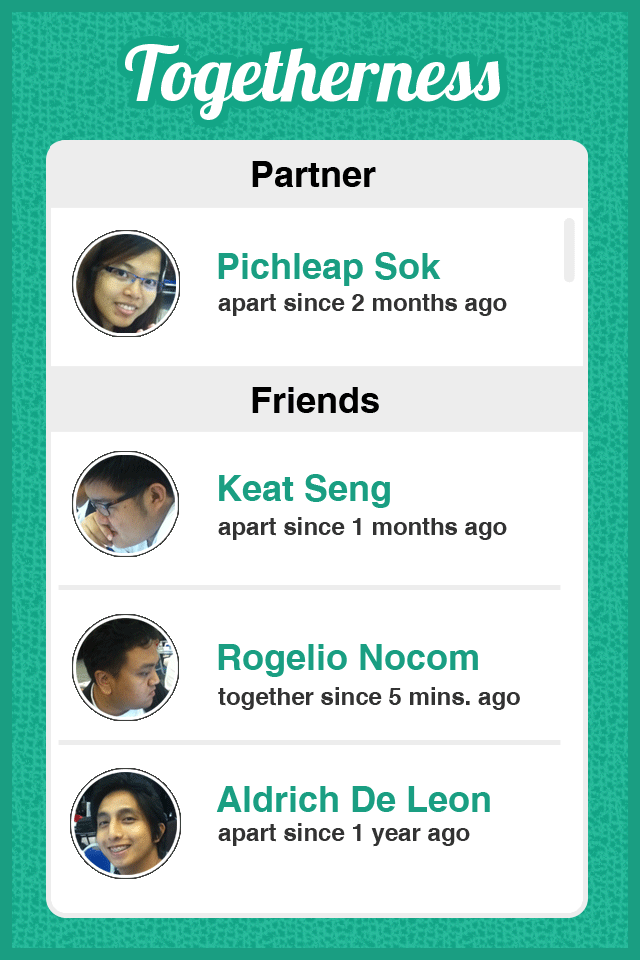 Togetherness
Partner
Pichleap Sok
apart since 2 months ago
Friends
Keat Seng
apart since 1 months ago
Rogelio Nocom
together since 5 mins. ago
Aldrich De Leon
apart since 1 year ago